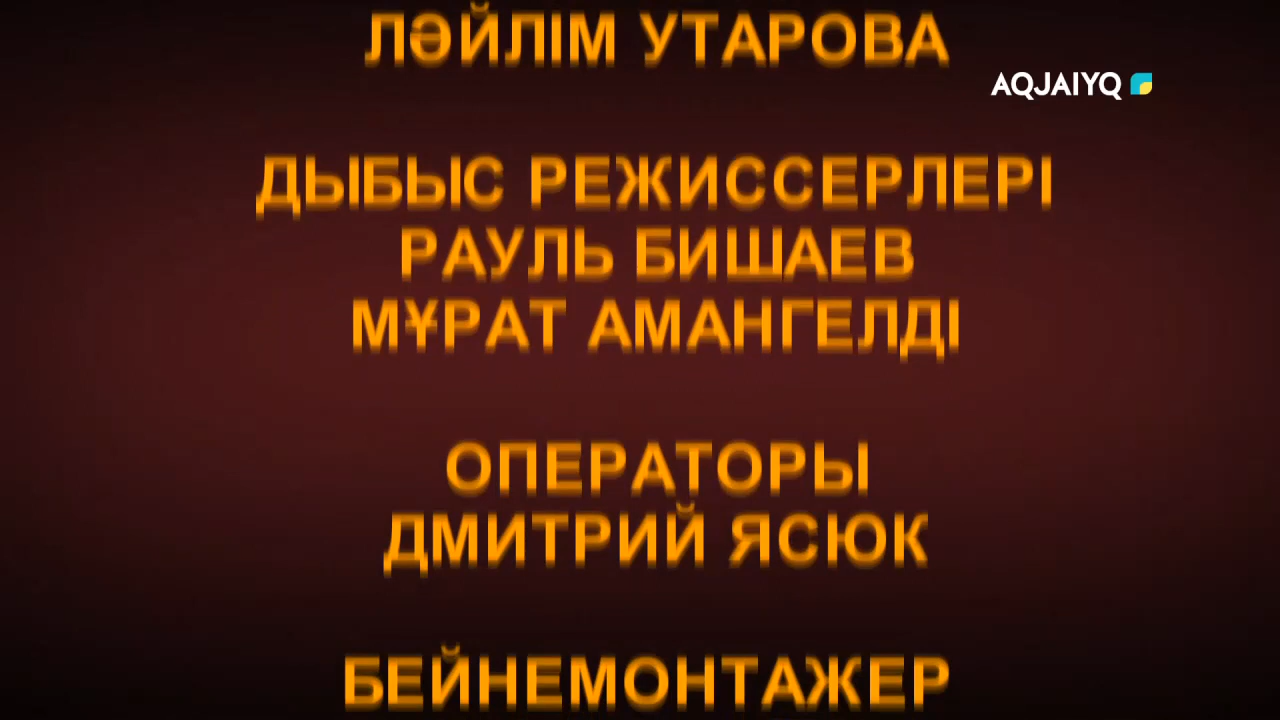 ЛӘЙЛІМ УТАРОВА
AQJAIYQ
ДЫБЫС РЕЖИССЕРЛЕРІ
РАУЛЬ БИШАЕВ
МҰРАТ АМАНГЕЛДІ
ОПЕРАТОРЫ
ДМИТРИЙ ЯСЮК
БЕЙНЕМОНТАЖЕР